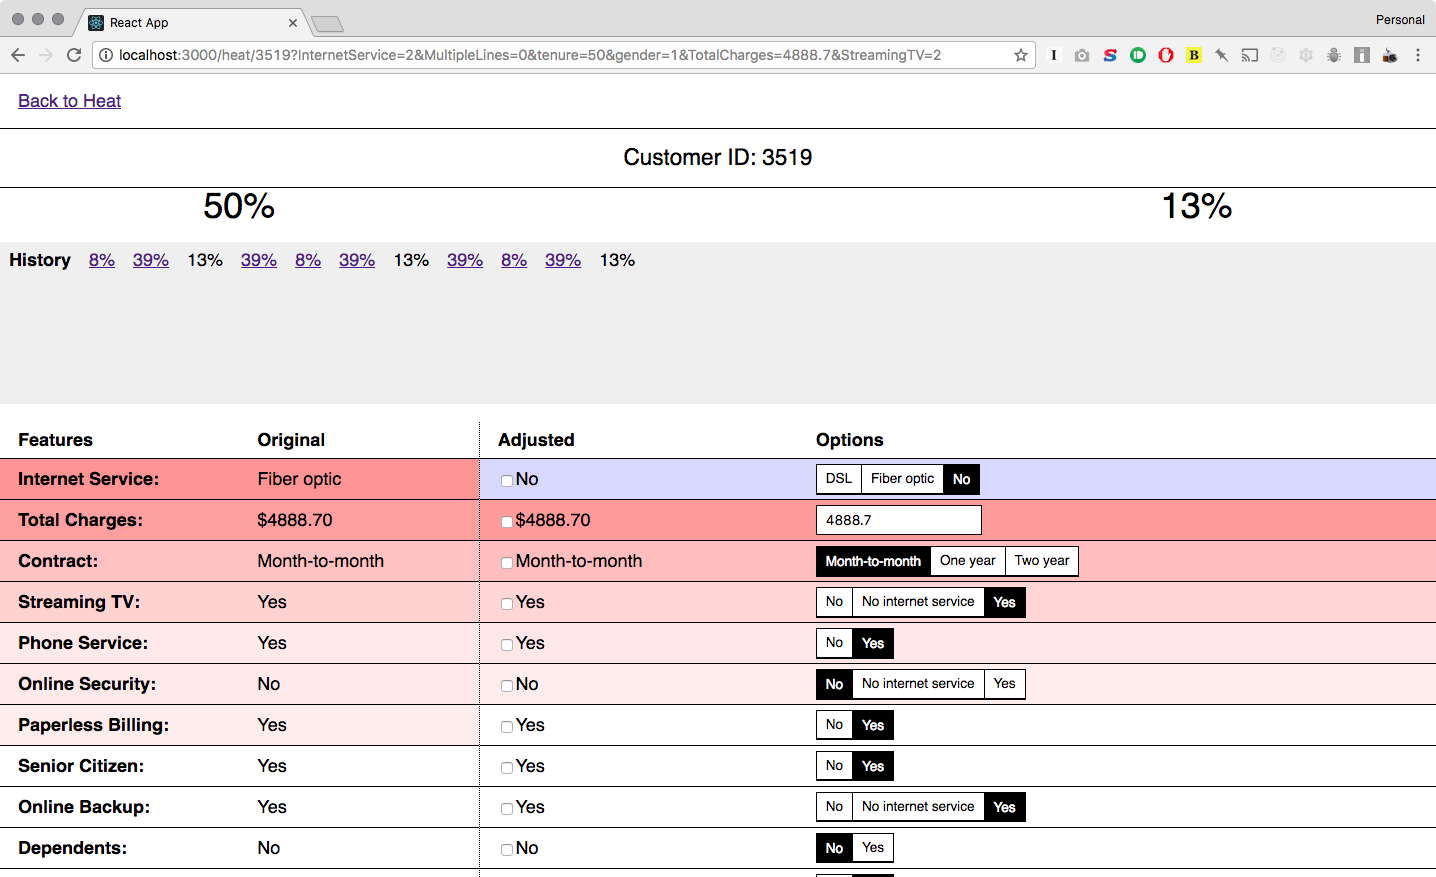 React App
Personal
localhost:3000/heat/3519?InternetService=2&MultipleLines=0&tenure=50&gender=1&TotalCharges=4888.7&StreamingTV=2
Back to Heat
Customer ID: 3519
50% 13%
History 8% 39% 13% 39% 8% 39% 13% 39% 8% 39% 13%
Features Original Adjusted Options
Internet Service: Fiber optic No DSL Fiber optic No
Total Charges: $4888.70 $4888.70 4888.7
Contract: Month-to-month Month-to-month Month-to-month One year Two year
Streaming TV: Yes Yes No No internet service Yes
Phone Service: Yes Yes No Yes
Online Security: No No No No internet service Yes
Paperless Billing: Yes Yes No Yes
Senior Citizen: Yes Yes No Yes
Online Backup: Yes Yes No No internet service Yes
Dependents: No No No Yes